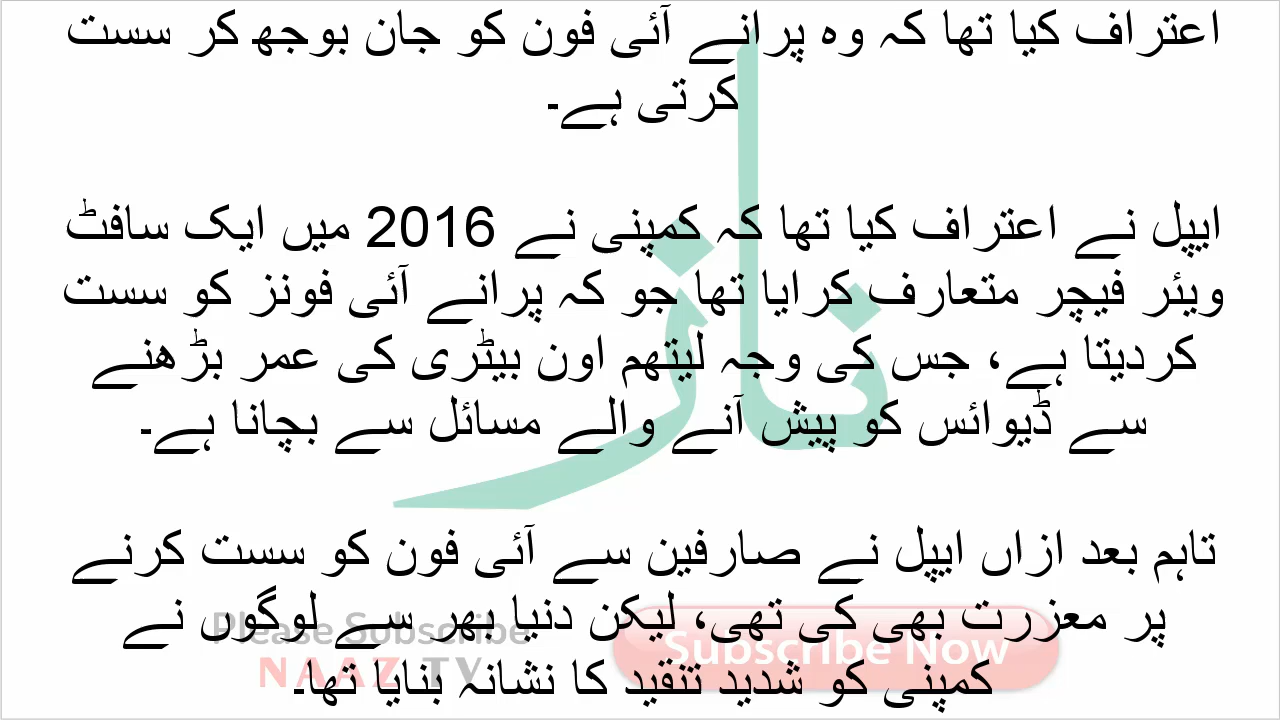 اعتراف کیا تھا کہ وہ پرانے آئی فون کو جان بوجھ کر سست
کرتی ہے۔
ایپل نے اعتراف کیا تھا کہ کمپنی نے 2016 میں ایک سافٹ
ویئر فیچر متعارف کرایا تھا جو کہ پرانے آئی فونز کو سست
کردیتا ہے، جس کی وجہ لیتھم اون بیٹری کی عمر بڑھنے
سے ڈیوائس کو پیش آنے والے مسائل سے بچانا ہے۔
تاہم بعد ازاں ایپل نے صارفین سے آئی فون کو سست کرنے
پر معزرت بھی کی تھی، لیکن دنیا بھر سے لوگوں نے
کمپنی کو شدید تنقید کا نشانہ بنایا تھا۔
ناز
Please Subscribe
NAAZ TV
Subscribe Now